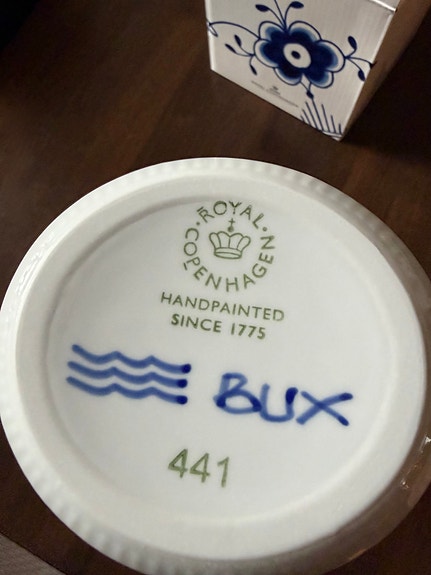 ROYAL COPENHAGEN
HANDPAINTED
SINCE 1775
BUX
441